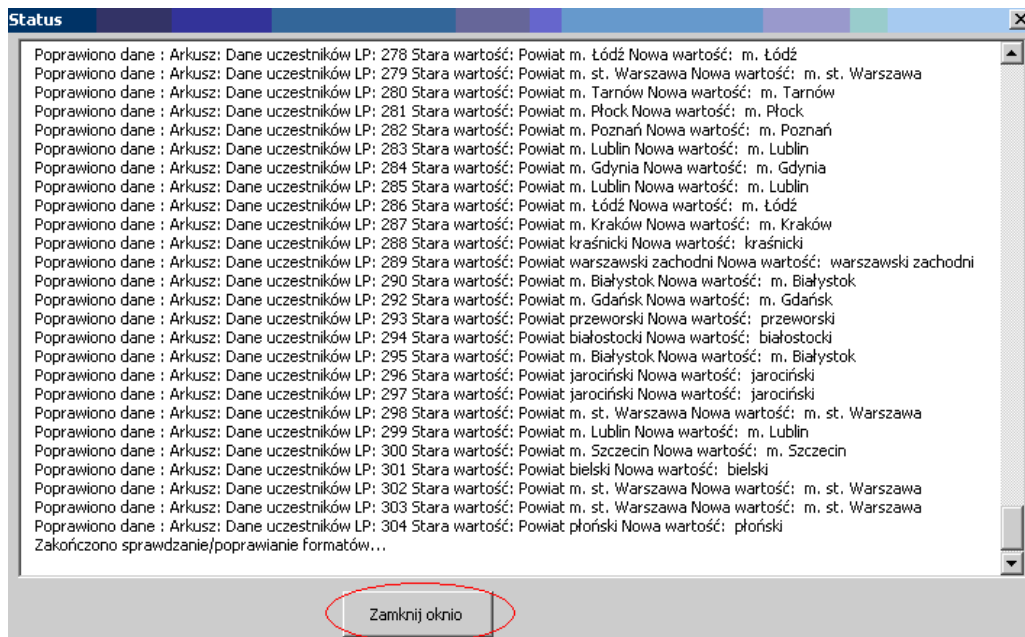 Status
Poprawiono dane : Arkusz: Dane uczestników LP: 278 Stara wartość: Powiat m. Łódź Nowa wartość:  m. Łódź
Poprawiono dane : Arkusz: Dane uczestników LP: 279 Stara wartość: Powiat m. st. Warszawa Nowa wartość:  m. st. Warszawa
Poprawiono dane : Arkusz: Dane uczestników LP: 280 Stara wartość: Powiat m. Tarnów Nowa wartość:  m. Tarnów
Poprawiono dane : Arkusz: Dane uczestników LP: 281 Stara wartość: Powiat m. Płock Nowa wartość:  m. Płock
Poprawiono dane : Arkusz: Dane uczestników LP: 282 Stara wartość: Powiat m. Poznań Nowa wartość:  m. Poznań
Poprawiono dane : Arkusz: Dane uczestników LP: 283 Stara wartość: Powiat m. Lublin Nowa wartość:  m. Lublin
Poprawiono dane : Arkusz: Dane uczestników LP: 284 Stara wartość: Powiat m. Gdynia Nowa wartość:  m. Gdynia
Poprawiono dane : Arkusz: Dane uczestników LP: 285 Stara wartość: Powiat m. Lublin Nowa wartość:  m. Lublin
Poprawiono dane : Arkusz: Dane uczestników LP: 286 Stara wartość: Powiat m. Łódź Nowa wartość:  m. Łódź
Poprawiono dane : Arkusz: Dane uczestników LP: 287 Stara wartość: Powiat m. Kraków Nowa wartość:  m. Kraków
Poprawiono dane : Arkusz: Dane uczestników LP: 288 Stara wartość: Powiat kraśnicki Nowa wartość:  kraśnicki
Poprawiono dane : Arkusz: Dane uczestników LP: 289 Stara wartość: Powiat warszawski zachodni Nowa wartość:  warszawski zachodni
Poprawiono dane : Arkusz: Dane uczestników LP: 290 Stara wartość: Powiat m. Białystok Nowa wartość:  m. Białystok
Poprawiono dane : Arkusz: Dane uczestników LP: 292 Stara wartość: Powiat m. Gdańsk Nowa wartość:  m. Gdańsk
Poprawiono dane : Arkusz: Dane uczestników LP: 293 Stara wartość: Powiat przeworski Nowa wartość:  przeworski
Poprawiono dane : Arkusz: Dane uczestników LP: 294 Stara wartość: Powiat białostocki Nowa wartość:  białostocki
Poprawiono dane : Arkusz: Dane uczestników LP: 295 Stara wartość: Powiat m. Białystok Nowa wartość:  m. Białystok
Poprawiono dane : Arkusz: Dane uczestników LP: 296 Stara wartość: Powiat jarociński Nowa wartość:  jarociński
Poprawiono dane : Arkusz: Dane uczestników LP: 297 Stara wartość: Powiat jarociński Nowa wartość:  jarociński
Poprawiono dane : Arkusz: Dane uczestników LP: 298 Stara wartość: Powiat m. st. Warszawa Nowa wartość:  m. st. Warszawa
Poprawiono dane : Arkusz: Dane uczestników LP: 299 Stara wartość: Powiat m. Lublin Nowa wartość:  m. Lublin
Poprawiono dane : Arkusz: Dane uczestników LP: 300 Stara wartość: Powiat m. Szczecin Nowa wartość:  m. Szczecin
Poprawiono dane : Arkusz: Dane uczestników LP: 301 Stara wartość: Powiat bielski Nowa wartość:  bielski
Poprawiono dane : Arkusz: Dane uczestników LP: 302 Stara wartość: Powiat m. st. Warszawa Nowa wartość:  m. st. Warszawa
Poprawiono dane : Arkusz: Dane uczestników LP: 303 Stara wartość: Powiat m. st. Warszawa Nowa wartość:  m. st. Warszawa
Poprawiono dane : Arkusz: Dane uczestników LP: 304 Stara wartość: Powiat płoński Nowa wartość:  płoński
Zakończono sprawdzanie/poprawianie formatów...
Zamknij oknio